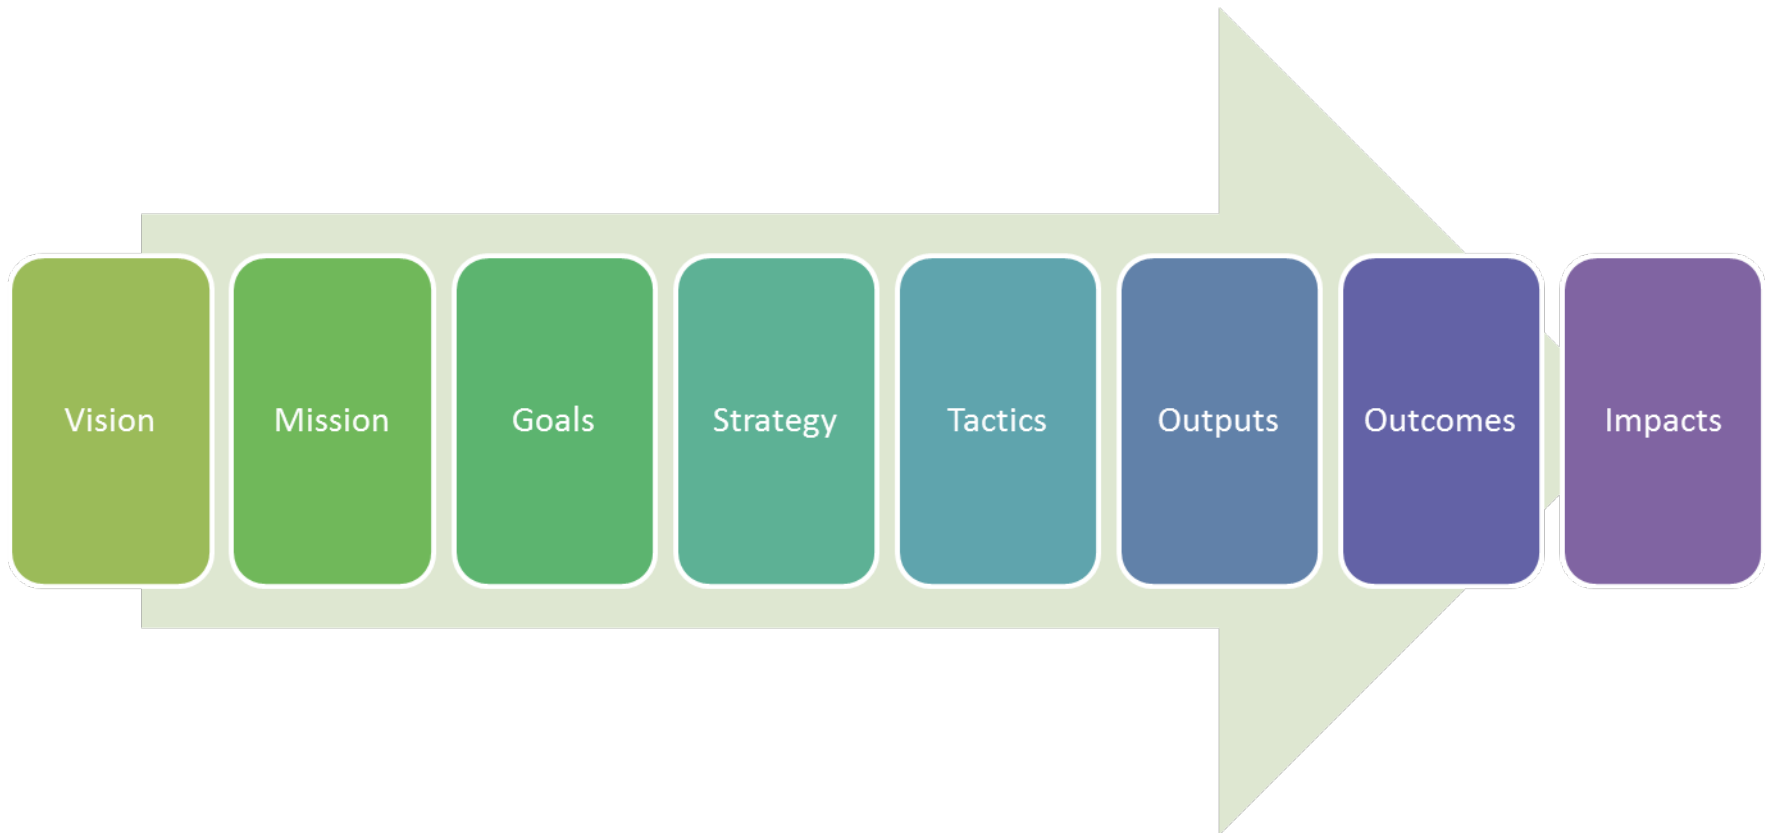 Vision
Mission
Goals
Strategy
Tactics
Outputs
Outcomes
Impacts